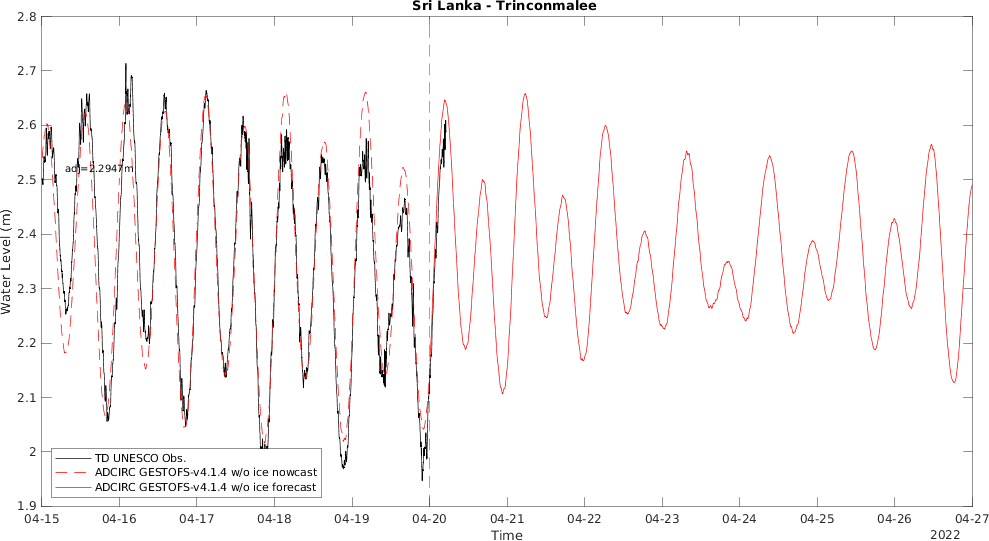 Sri Lanka - Trinconmalee
2.8
2.7
2.6
2.5
2.4
2.3
2.2
2.1
2
1.9
Water Level (m)
adj=2.2947m
TD UNESCO Obs.
ADCIRC GESTOFS-v4.1.4 w/o ice nowcast
ADCIRC GESTOFS-v4.1.4 w/o ice forecast
04-15 04-16 04-17 04-18 04-19 04-20 04-21 04-22 04-23 04-24 04-25 04-26 04-27
Time
2022